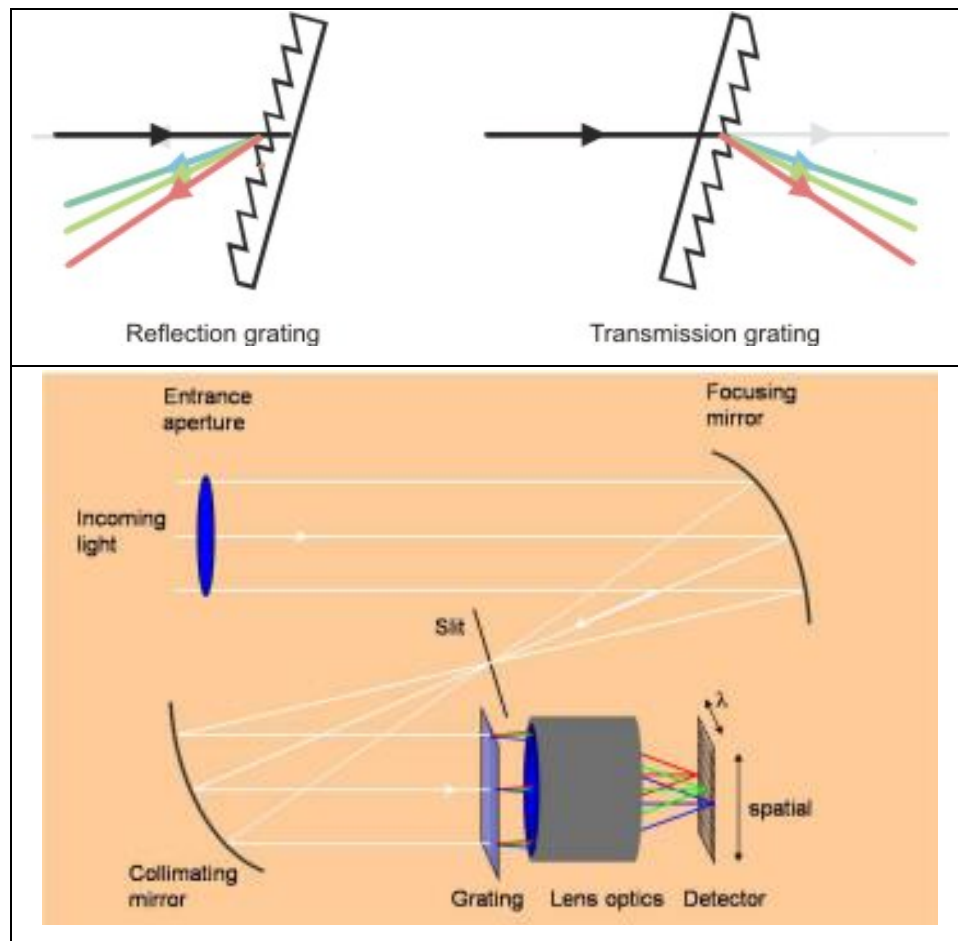 Reflection grating
Transmission grating
Entrance
aperture
Focusing
mirror
Incoming
light
Slit
λ
spatial
Collimating
mirror
Grating
Lens optics
Detector